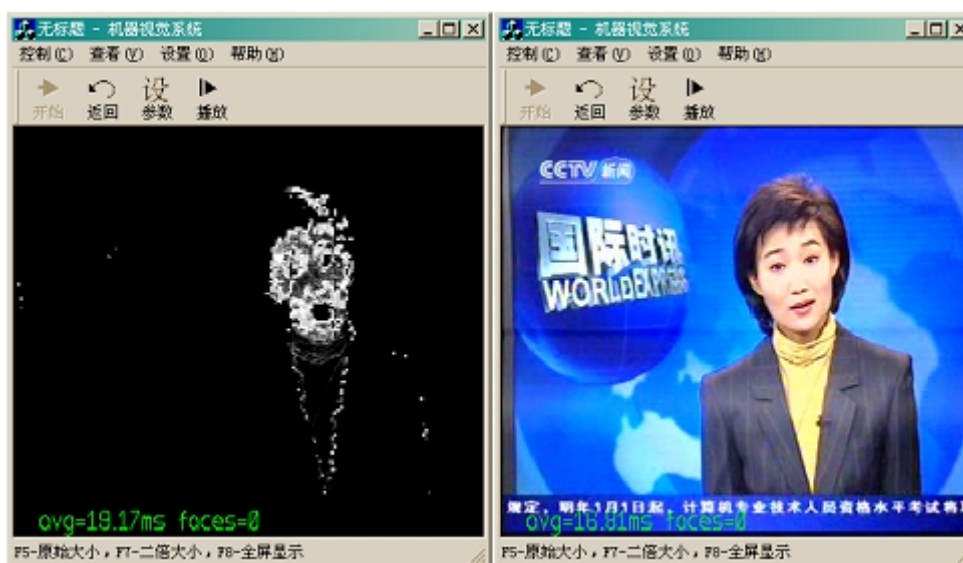 无标题 - 机器视觉系统
控制(C) 查看(V) 设置(O) 帮助(H)
开始 返回 设 参数 播放
avg=19.17ms faces=0
F5-原始大小，F7-二倍大小，F8-全屏显示
无标题 - 机器视觉系统
控制(C) 查看(V) 设置(O) 帮助(H)
开始 返回 设 参数 播放
CCTV 新闻
国际时讯
WORLD EXPRESS
规定，明年1月1日起，计算机专业技术人员资格水平考试将
avg=16.81ms faces=0
F5-原始大小，F7-二倍大小，F8-全屏显示